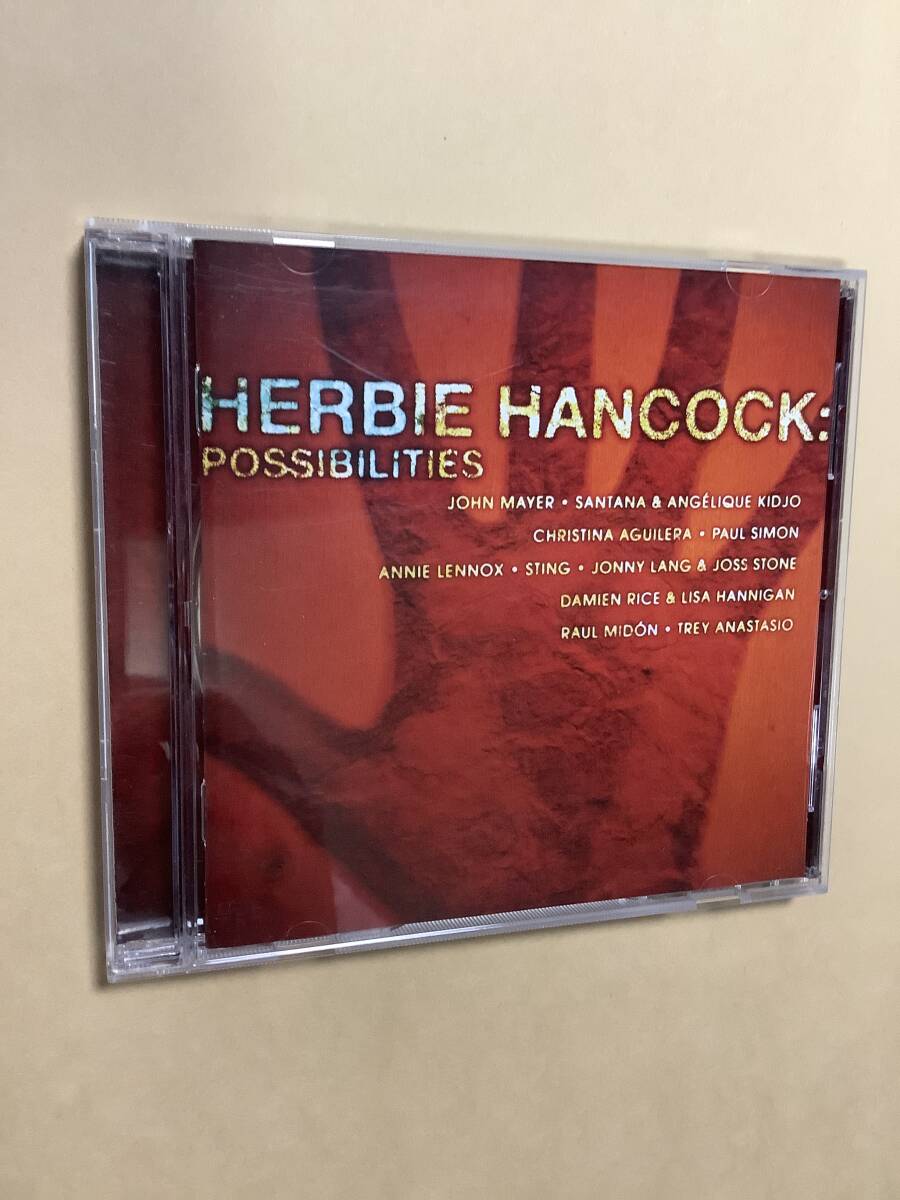 HERBIE HANCOCK:
POSSIBILITIES
JOHN MAYER • SANTANA & ANGÉLIQUE KIDJO
CHRISTINA AGUILERA • PAUL SIMON
ANNIE LENNOX • STING • JONNY LANG & JOSS STONE
DAMIEN RICE & LISA HANNIGAN
RAUL MIDÓN • TREY ANASTASIO